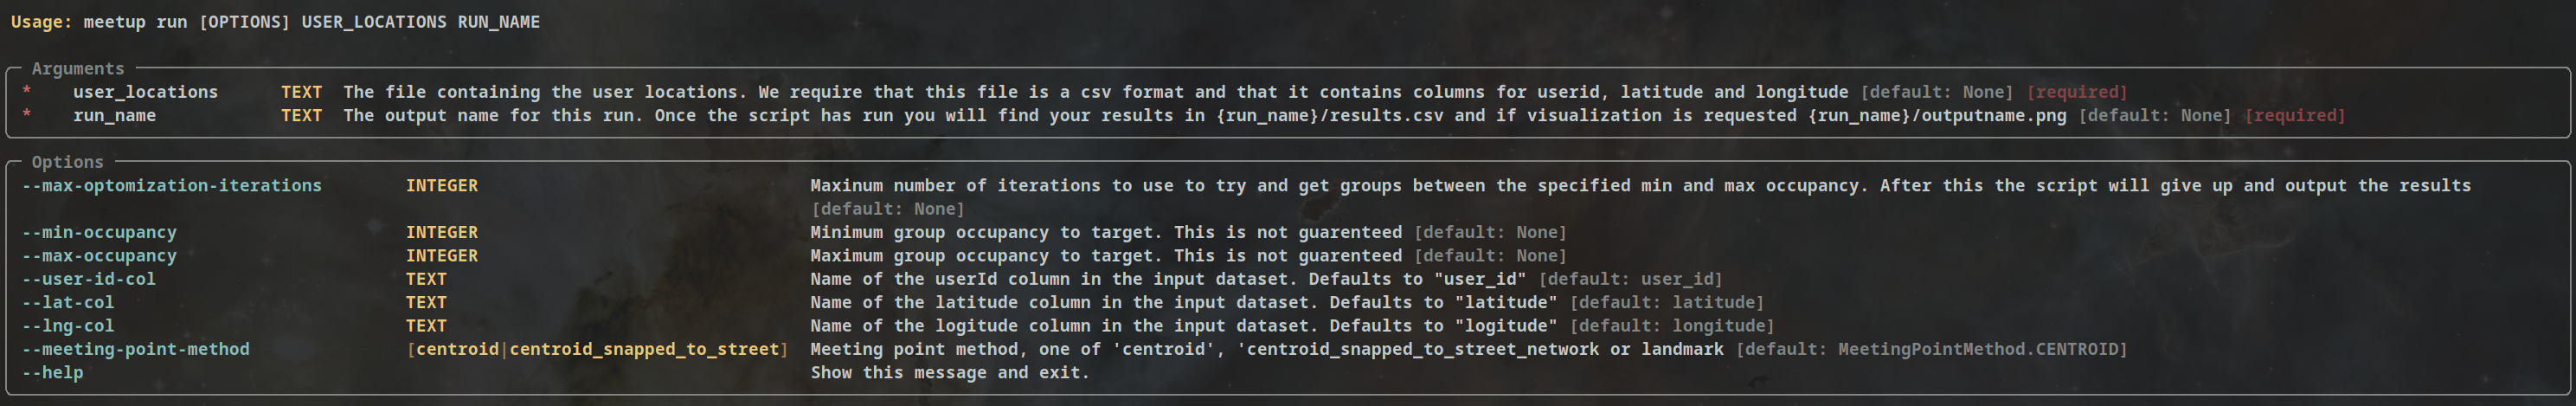 Usage: meetup run [OPTIONS] USER_LOCATIONS RUN_NAME
Arguments
* user_locations TEXT The file containing the user locations. We require that this file is a csv format and that it contains columns for userid, latitude and longitude [default: None] [required]
* run_name TEXT The output name for this run. Once the script has run you will find your results in {run_name}/results.csv and if visualization is requested {run_name}/outputname.png [default: None] [required]
Options
--max-optomization-iterations INTEGER Maxinum number of iterations to use to try and get groups between the specified min and max occupancy. After this the script will give up and output the results
[default: None]
--min-occupancy INTEGER Minimum group occupancy to target. This is not guarenteed [default: None]
--max-occupancy INTEGER Maximum group occupancy to target. This is not guarenteed [default: None]
--user-id-col TEXT Name of the userId column in the input dataset. Defaults to "user_id" [default: user_id]
--lat-col TEXT Name of the latitude column in the input dataset. Defaults to "latitude" [default: latitude]
--lng-col TEXT Name of the logitude column in the input dataset. Defaults to "logitude" [default: longitude]
--meeting-point-method [centroid|centroid_snapped_to_street] Meeting point method, one of 'centroid', 'centroid_snapped_to_street_network or landmark [default: MeetingPointMethod.CENTROID]
--help Show this message and exit.